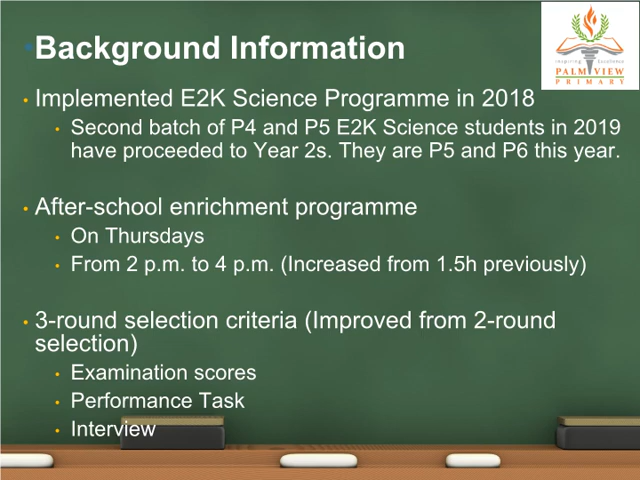 Background Information
inspiring Excellence
PALM VIEW
PRIMARY
• Implemented E2K Science Programme in 2018
• Second batch of P4 and P5 E2K Science students in 2019
have proceeded to Year 2s. They are P5 and P6 this year.
• After-school enrichment programme
• On Thursdays
• From 2 p.m. to 4 p.m. (Increased from 1.5h previously)
• 3-round selection criteria (Improved from 2-round
selection)
• Examination scores
• Performance Task
• Interview